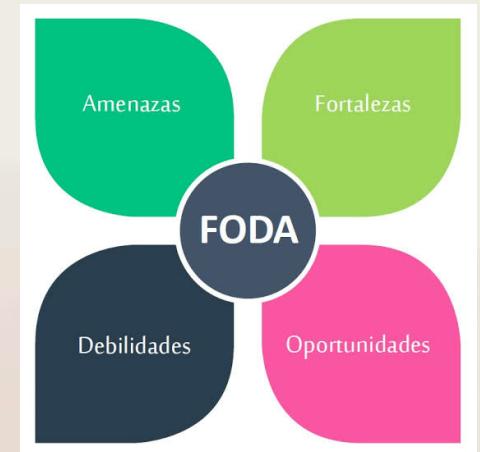 Amenazas
Fortalezas
FODA
Debilidades
Oportunidades